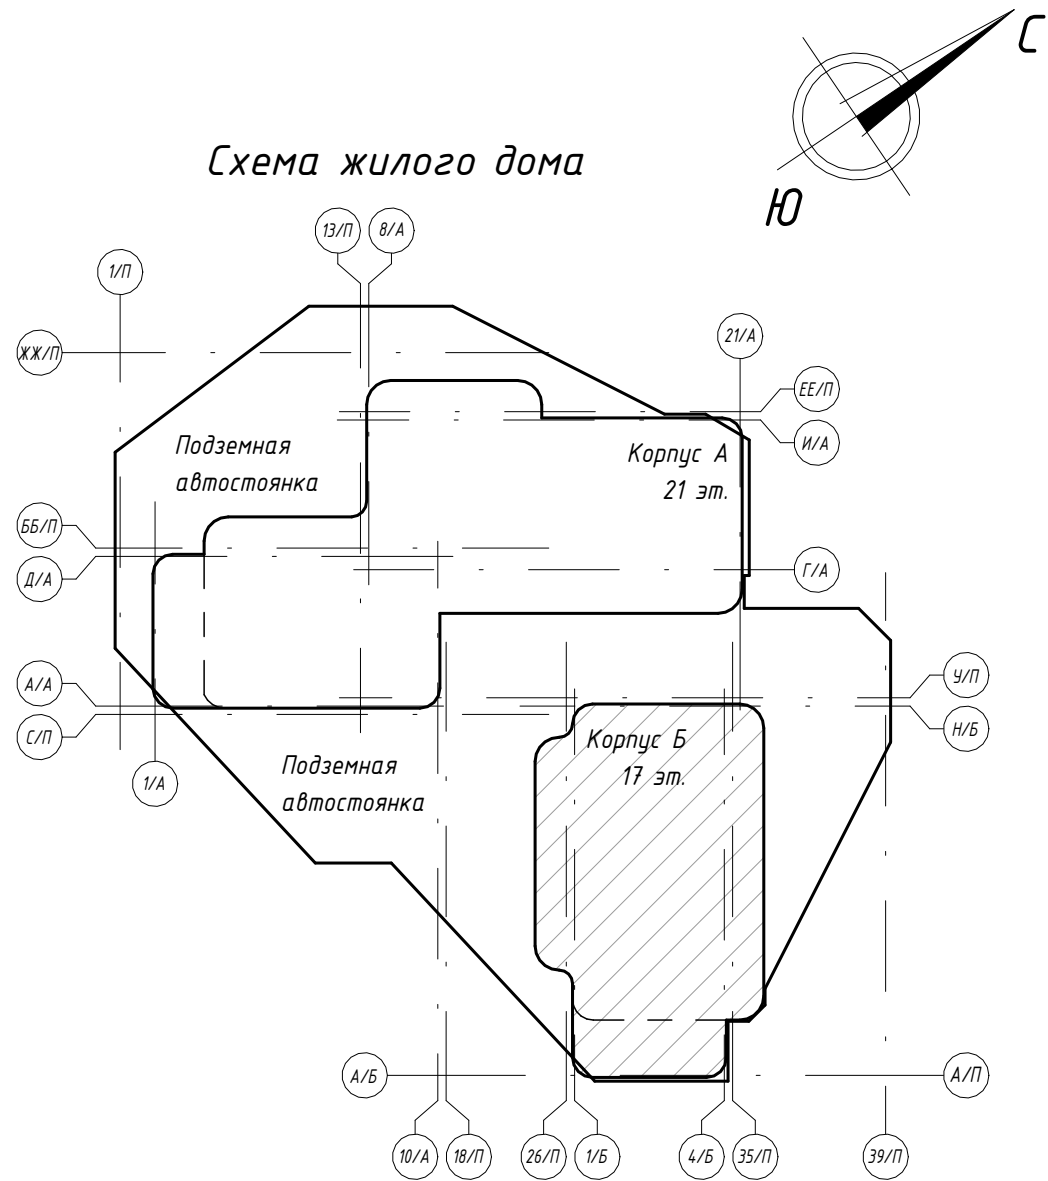 С
Схема жилого дома
Ю
13/П
8/А
1/П
21/А
ЖЖ/П
ЕЕ/П
И/А
Подземная
автостоянка
Корпус А
21 эт.
ББ/П
Д/А
Г/А
А/А
С/П
У/П
Н/Б
1/А
Подземная
автостоянка
Корпус Б
17 эт.
А/Б
А/П
10/А
18/П
26/П
1/Б
4/Б
35/П
39/П